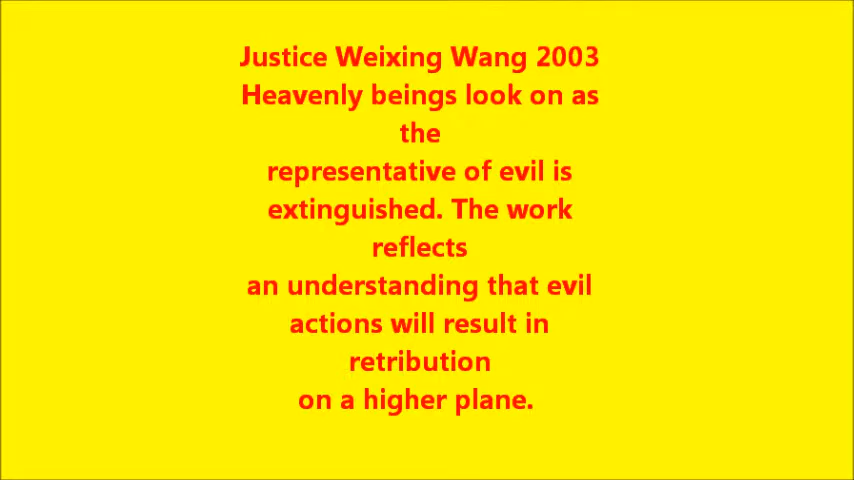 Justice Weixing Wang 2003
Heavenly beings look on as
the
representative of evil is
extinguished. The work
reflects
an understanding that evil
actions will result in
retribution
on a higher plane.